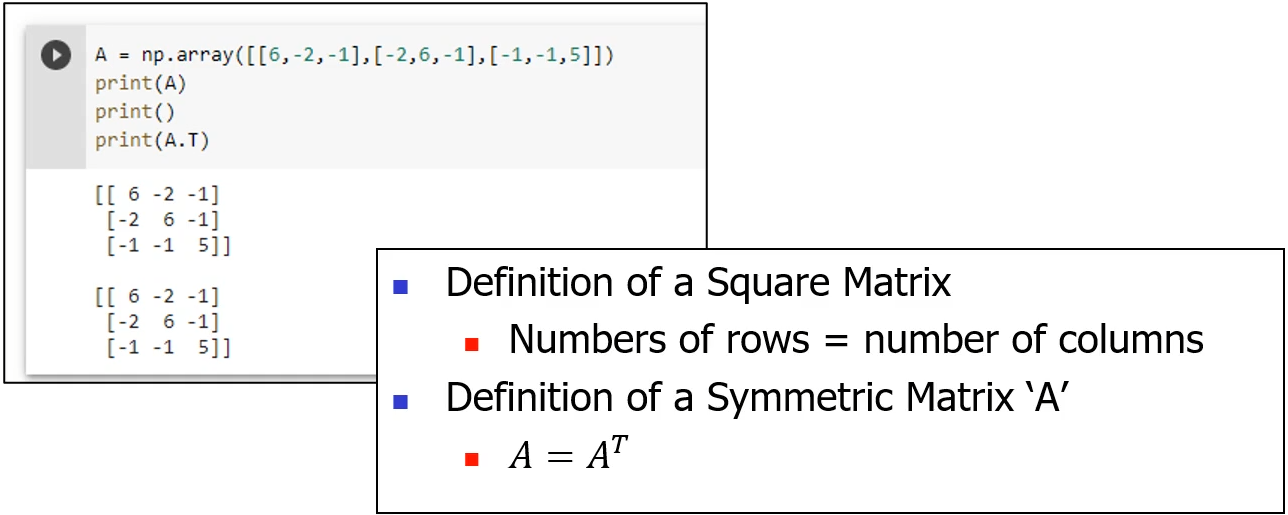 A = np.array([[6,-2,-1],[-2,6,-1],[-1,-1,5]])
print(A)
print()
print(A.T)
[[ 6 -2 -1]
 [-2  6 -1]
 [-1 -1  5]]
[[ 6 -2 -1]
 [-2  6 -1]
 [-1 -1  5]]
Definition of a Square Matrix
Numbers of rows = number of columns
Definition of a Symmetric Matrix ‘A’
A = Aᵀ